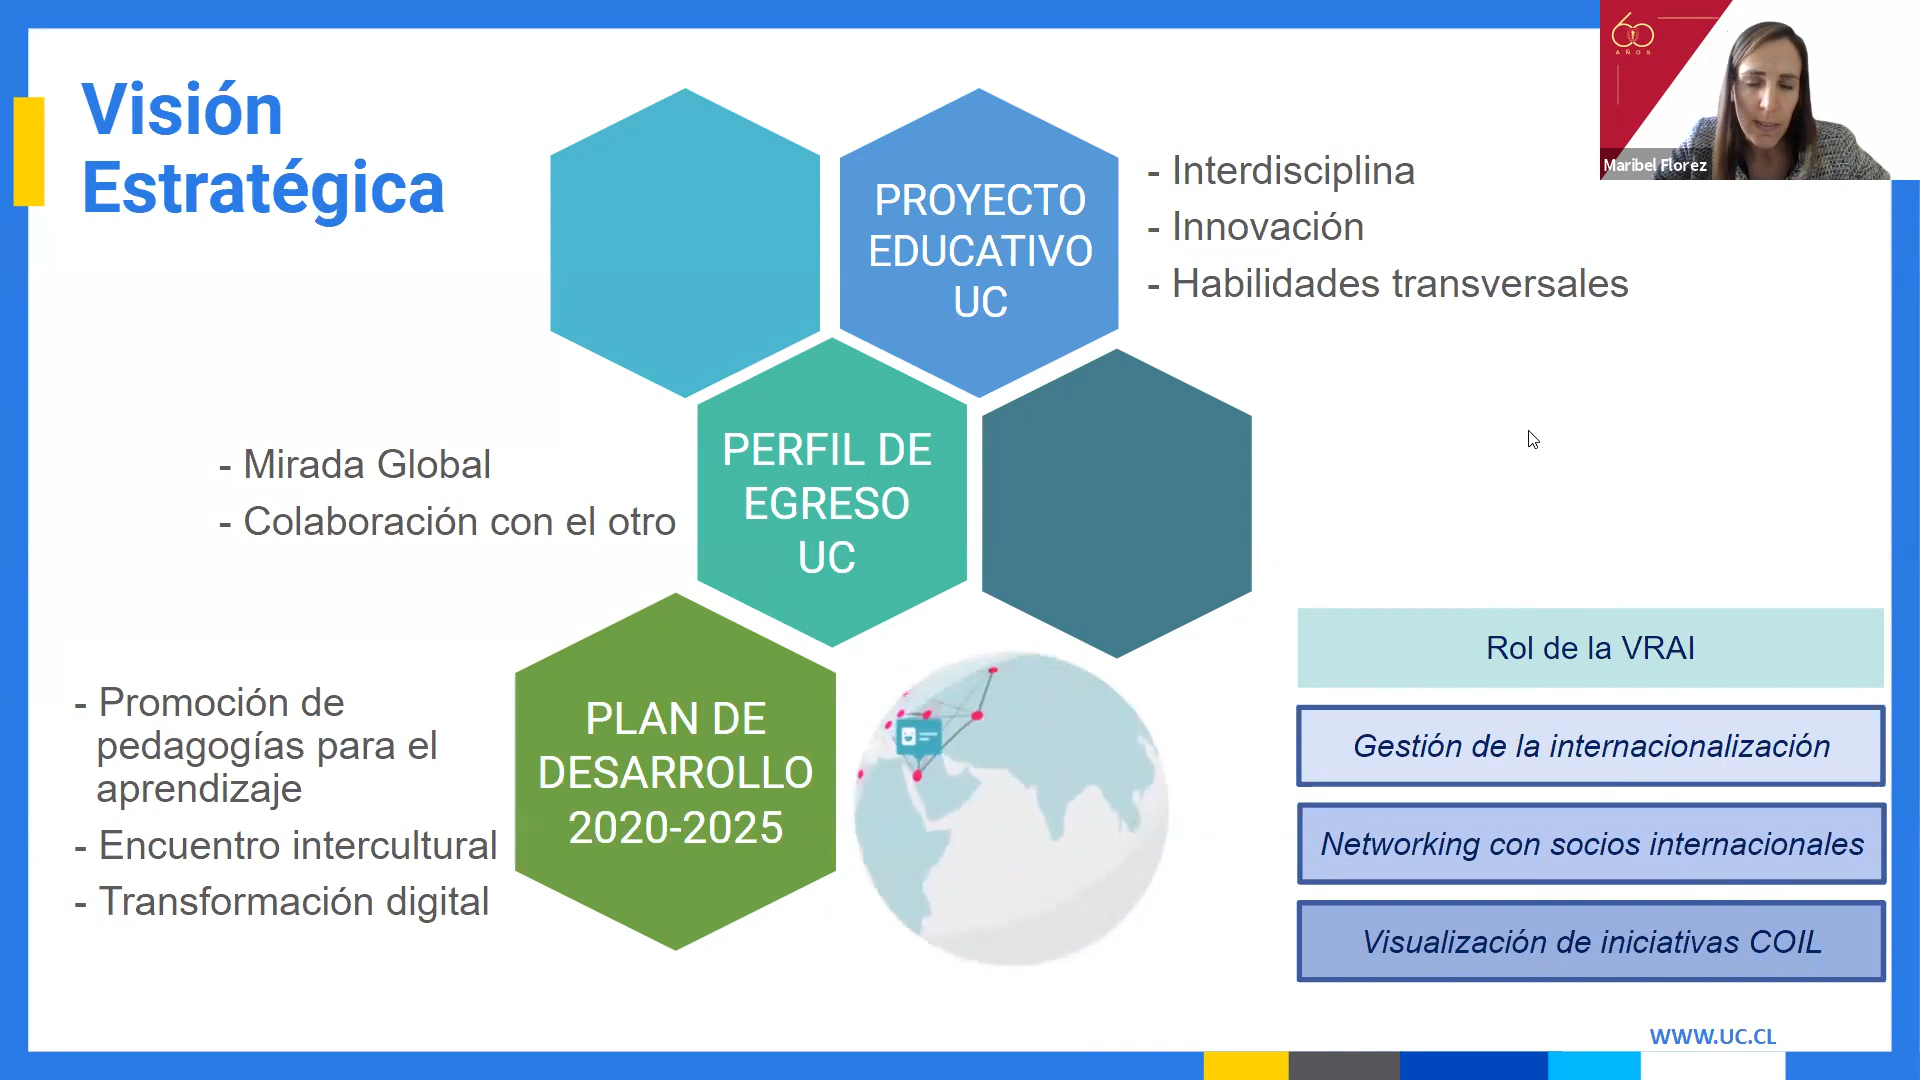 Visión
Estratégica
PROYECTO
EDUCATIVO
UC
- Interdisciplina
- Innovación
- Habilidades transversales
60
AÑOS
Maribel Florez
- Mirada Global
- Colaboración con el otro
PERFIL DE
EGRESO
UC
- Promoción de
pedagogías para el
aprendizaje
- Encuentro intercultural
- Transformación digital
PLAN DE
DESARROLLO
2020-2025
Rol de la VRAI
Gestión de la internacionalización
Networking con socios internacionales
Visualización de iniciativas COIL
WWW.UC.CL